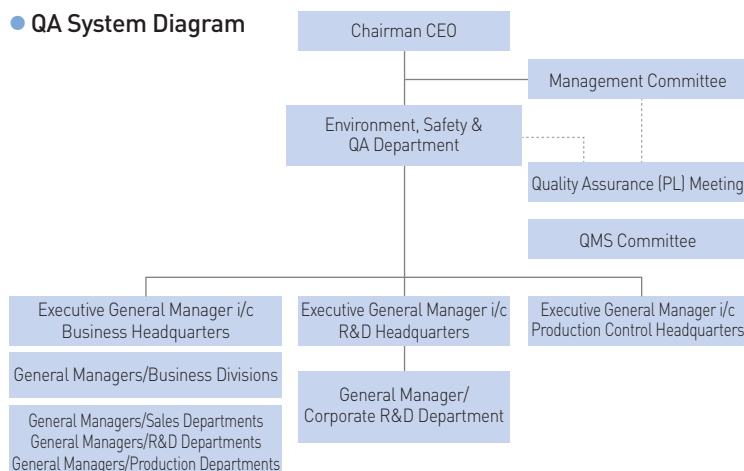 QA System Diagram
Chairman CEO
Management Committee
Environment, Safety &
QA Department
Quality Assurance (PL) Meeting
QMS Committee
Executive General Manager i/c
Business Headquarters
Executive General Manager i/c
R&D Headquarters
Executive General Manager i/c
Production Control Headquarters
General Managers/Business Divisions
General Manager/
Corporate R&D Department
General Managers/Sales Departments
General Managers/R&D Departments
General Managers/Production Departments